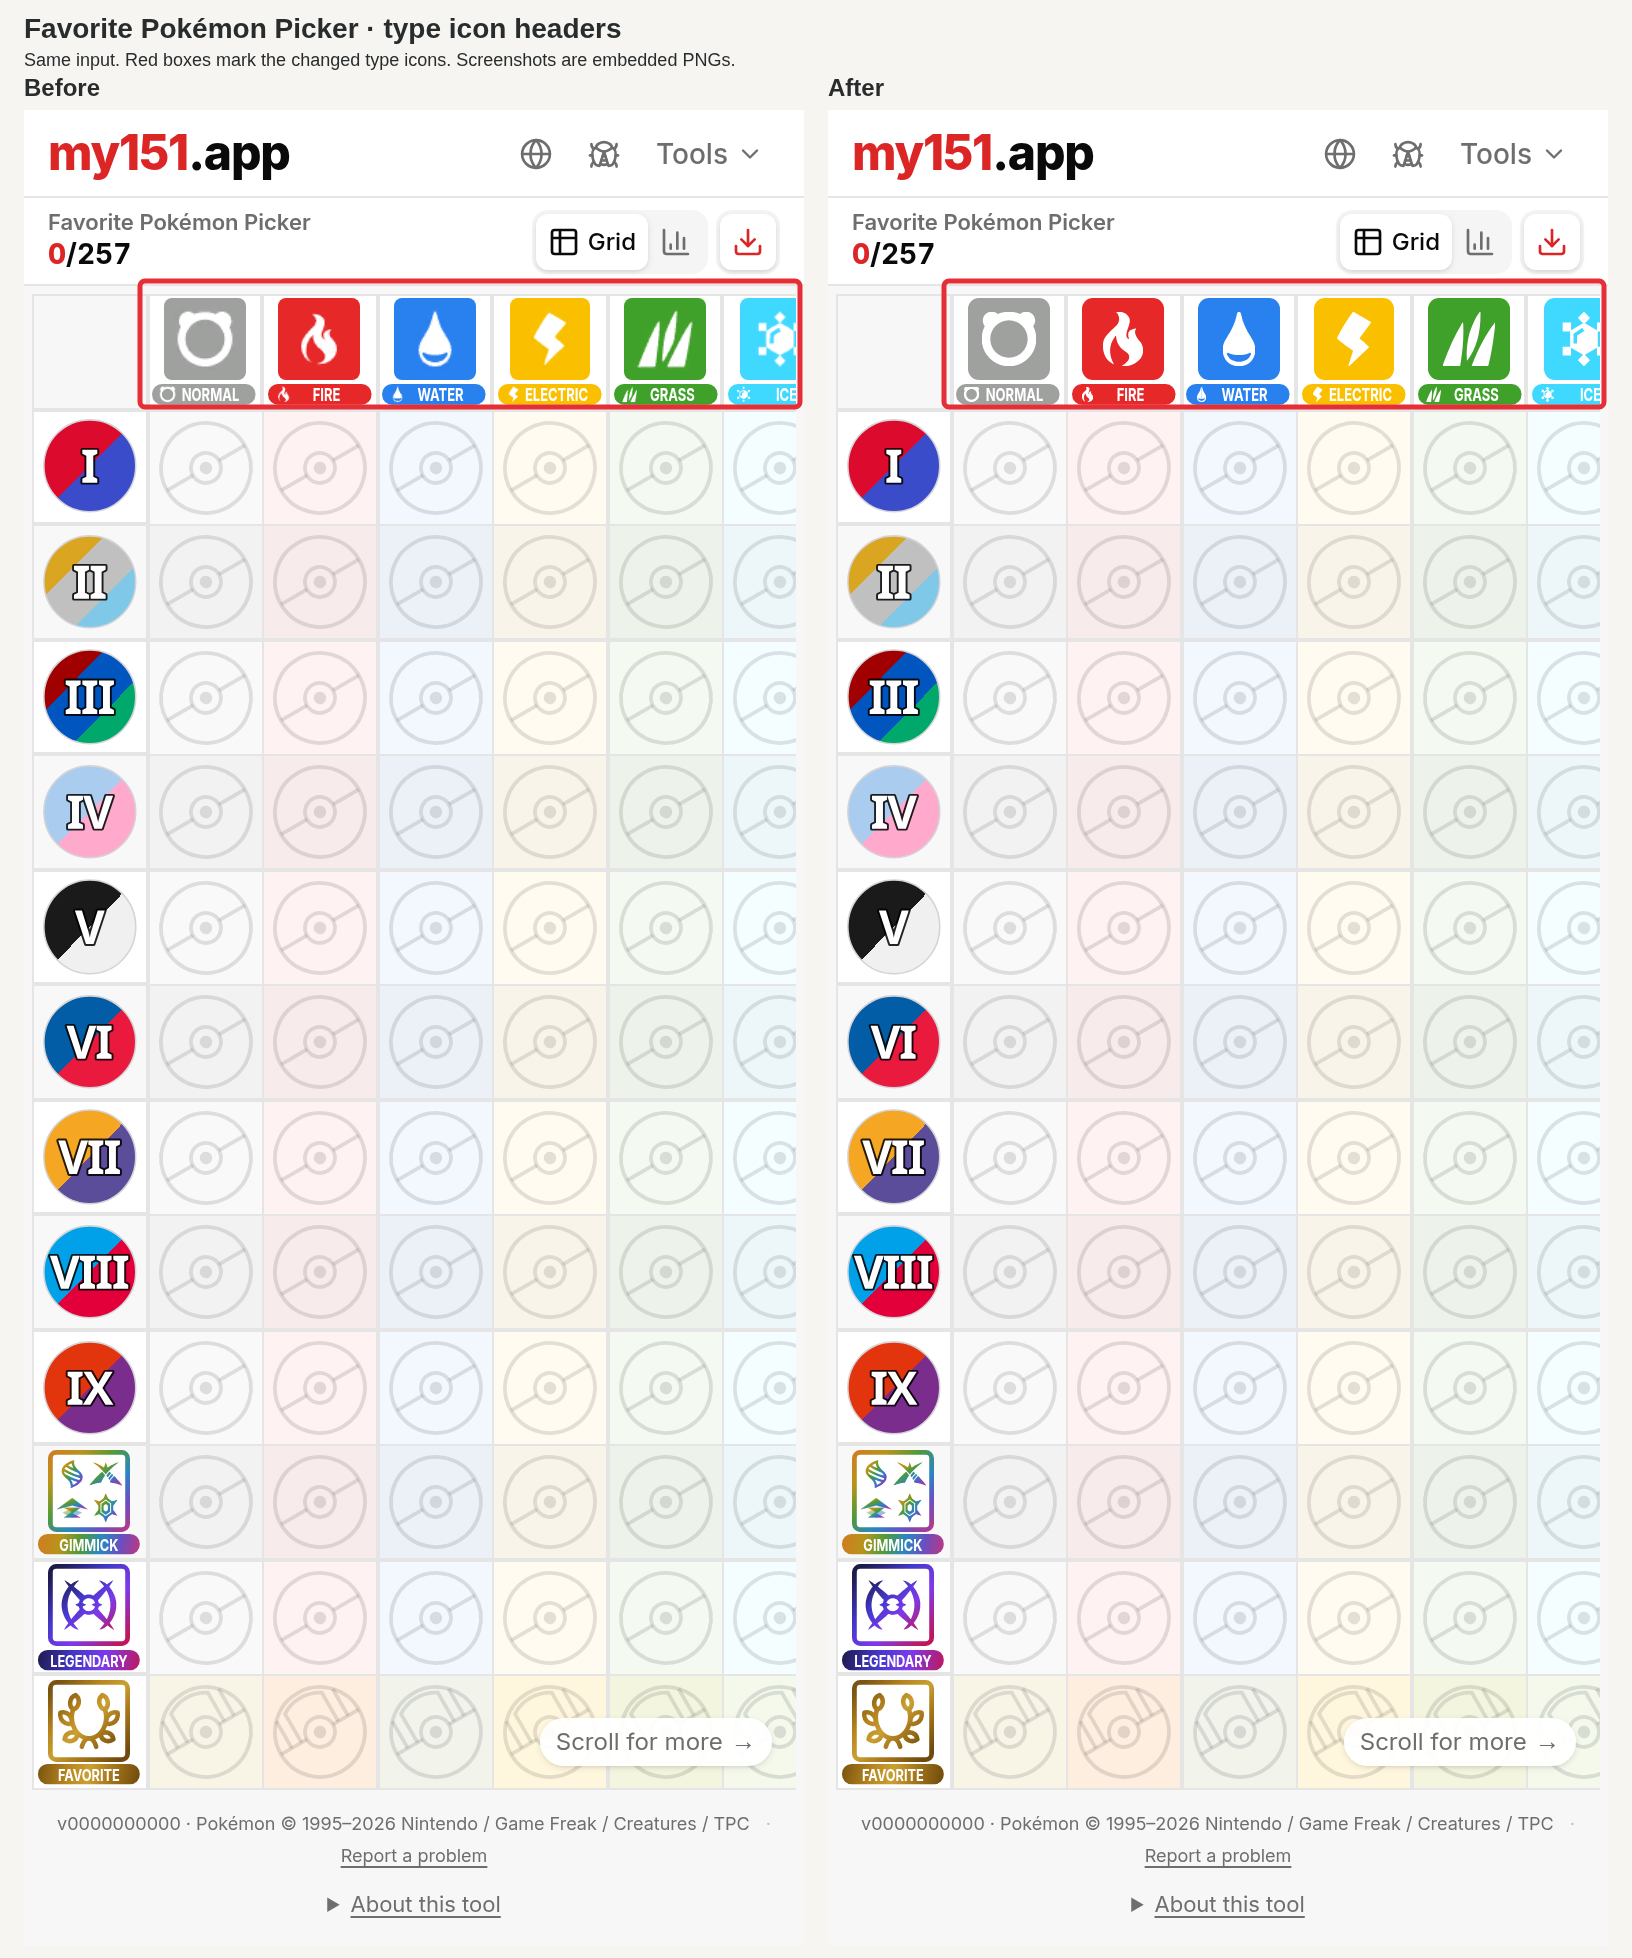 Favorite Pokémon Picker · type icon headers
Same input. Red boxes mark the changed type icons. Screenshots are embedded PNGs.
Before
my151.app
Tools
Favorite Pokémon Picker
0/257
Grid
NORMAL FIRE WATER ELECTRIC GRASS ICE
I
II
III
IV
V
VI
VII
VIII
IX
GIMMICK
LEGENDARY
FAVORITE
Scroll for more →
v0000000000 · Pokémon © 1995–2026 Nintendo / Game Freak / Creatures / TPC ·
Report a problem
▶ About this tool
After
my151.app
Tools
Favorite Pokémon Picker
0/257
Grid
NORMAL FIRE WATER ELECTRIC GRASS ICE
I
II
III
IV
V
VI
VII
VIII
IX
GIMMICK
LEGENDARY
FAVORITE
Scroll for more →
v0000000000 · Pokémon © 1995–2026 Nintendo / Game Freak / Creatures / TPC ·
Report a problem
▶ About this tool